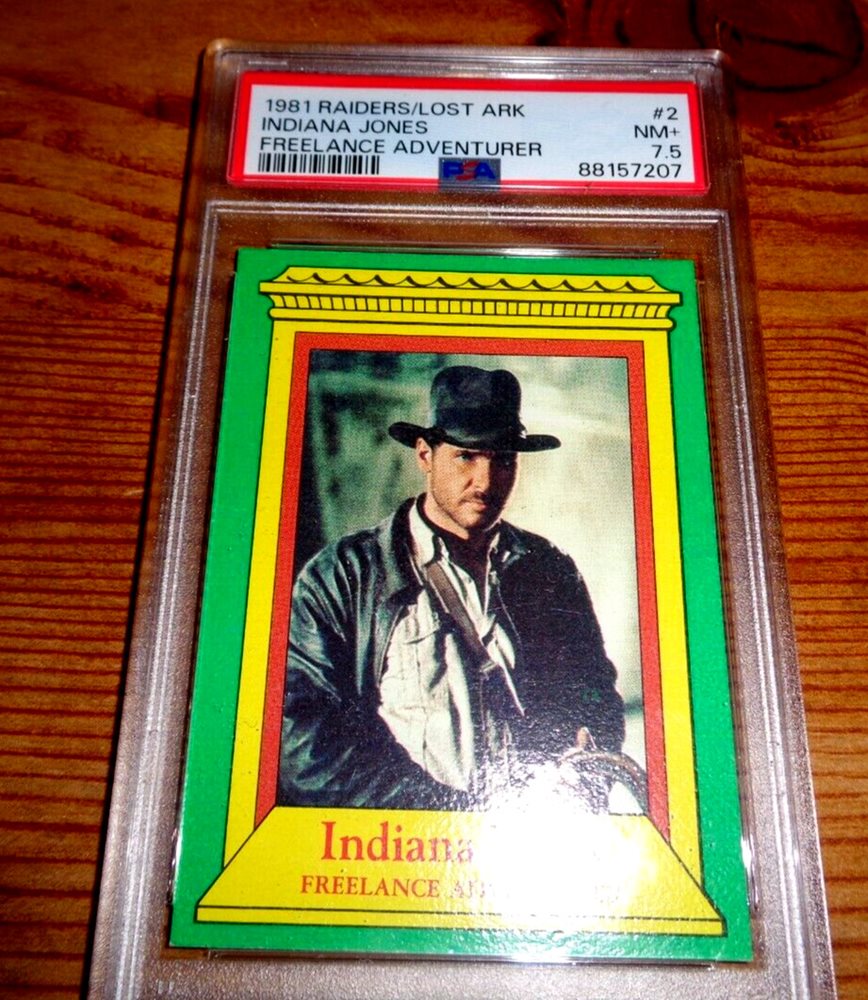 1981 RAIDERS/LOST ARK #2
INDIANA JONES NM+
FREELANCE ADVENTURER 7.5
PSA 88157207
Indiana
FREELANCE